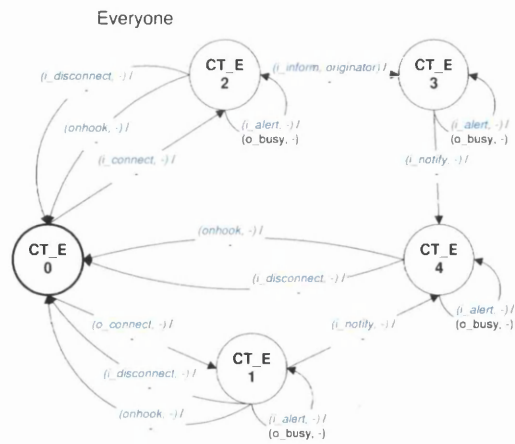 Everyone
CT_E
2
(i_inform, originator) /
-
CT_E
3
(i_disconnect, -) /
-
(onhook, -) /
-
(i_alert, -) /
(o_busy, -)
(i_alert, -) /
(o_busy, -)
(i_connect, -) /
-
(i_notify, -) /
-
(onhook, -) /
-
CT_E
0
CT_E
4
(i_disconnect, -) /
-
(i_alert, -) /
(o_busy, -)
(o_connect, -) /
-
(i_notify, -) /
-
CT_E
1
(i_disconnect, -) /
-
(onhook, -) /
-
(i_alert, -) /
(o_busy, -)